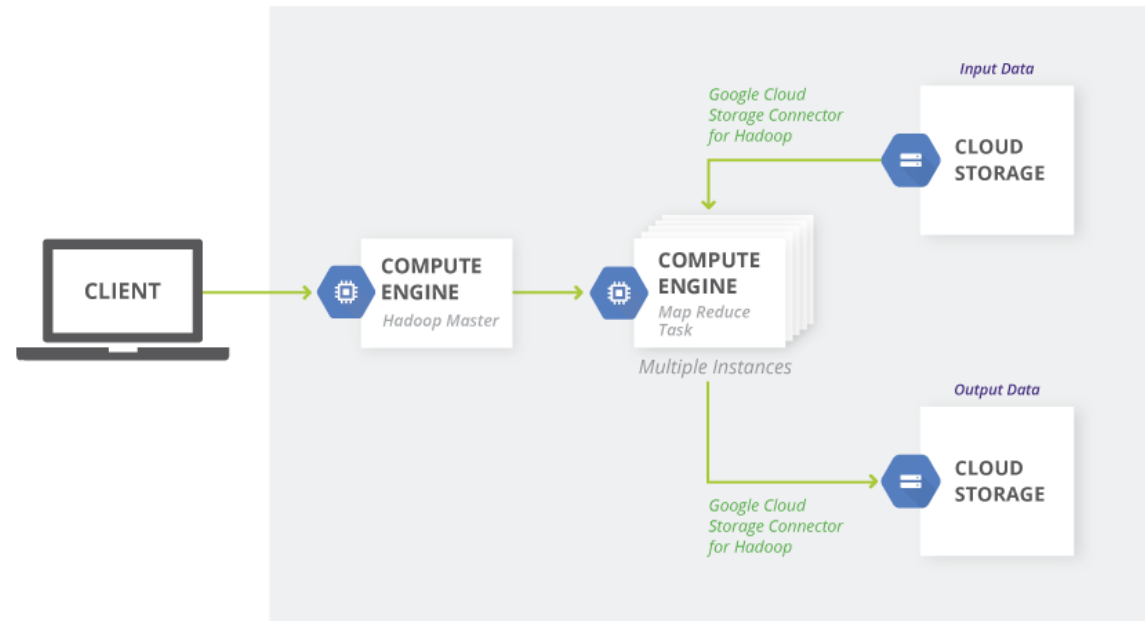 Input Data
Google Cloud
Storage Connector
for Hadoop
CLOUD
STORAGE
CLIENT
COMPUTE
ENGINE
Hadoop Master
COMPUTE
ENGINE
Map Reduce
Task
Multiple Instances
Output Data
CLOUD
STORAGE
Google Cloud
Storage Connector
for Hadoop